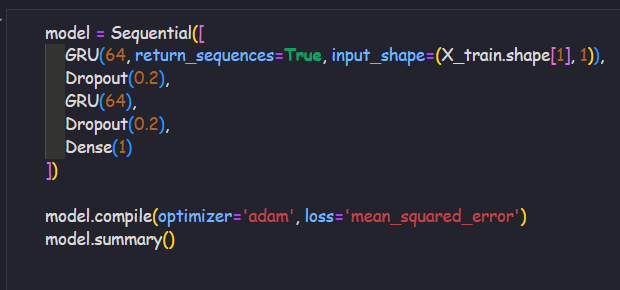 model = Sequential([
    GRU(64, return_sequences=True, input_shape=(X_train.shape[1], 1)),
    Dropout(0.2),
    GRU(64),
    Dropout(0.2),
    Dense(1)
])

model.compile(optimizer='adam', loss='mean_squared_error')
model.summary()